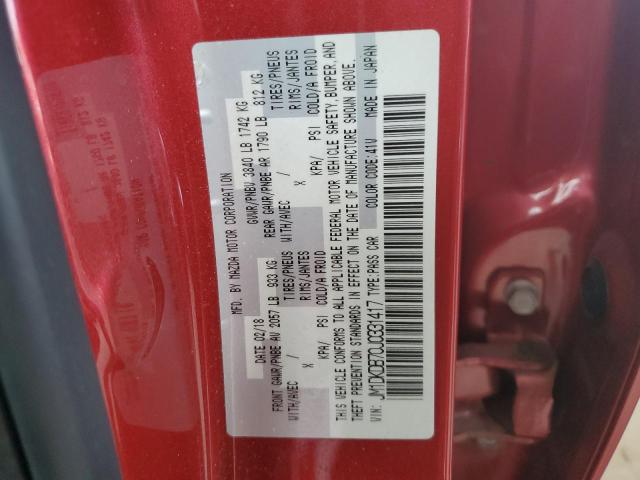 MFD. BY MAZDA MOTOR CORPORATION
DATE 02/18 GVWR/PNBV 3840 LB 1742 KG
FRONT GAWR/PNBE AV 2057 LB 933 KG REAR GAWR/PNBE AR 1790 LB 812 KG
WITH/AVEC TIRES/PNEUS WITH/AVEC TIRES/PNEUS
X RIMS/JANTES X RIMS/JANTES
KPA/ PSI COLD/A FROID KPA/ PSI COLD/A FROID
THIS VEHICLE CONFORMS TO ALL APPLICABLE FEDERAL MOTOR VEHICLE SAFETY, BUMPER, AND
THEFT PREVENTION STANDARDS IN EFFECT ON THE DATE OF MANUFACTURE SHOWN ABOVE.
VIN: TYPE:PASS CAR COLOR CODE:41V MADE IN JAPAN